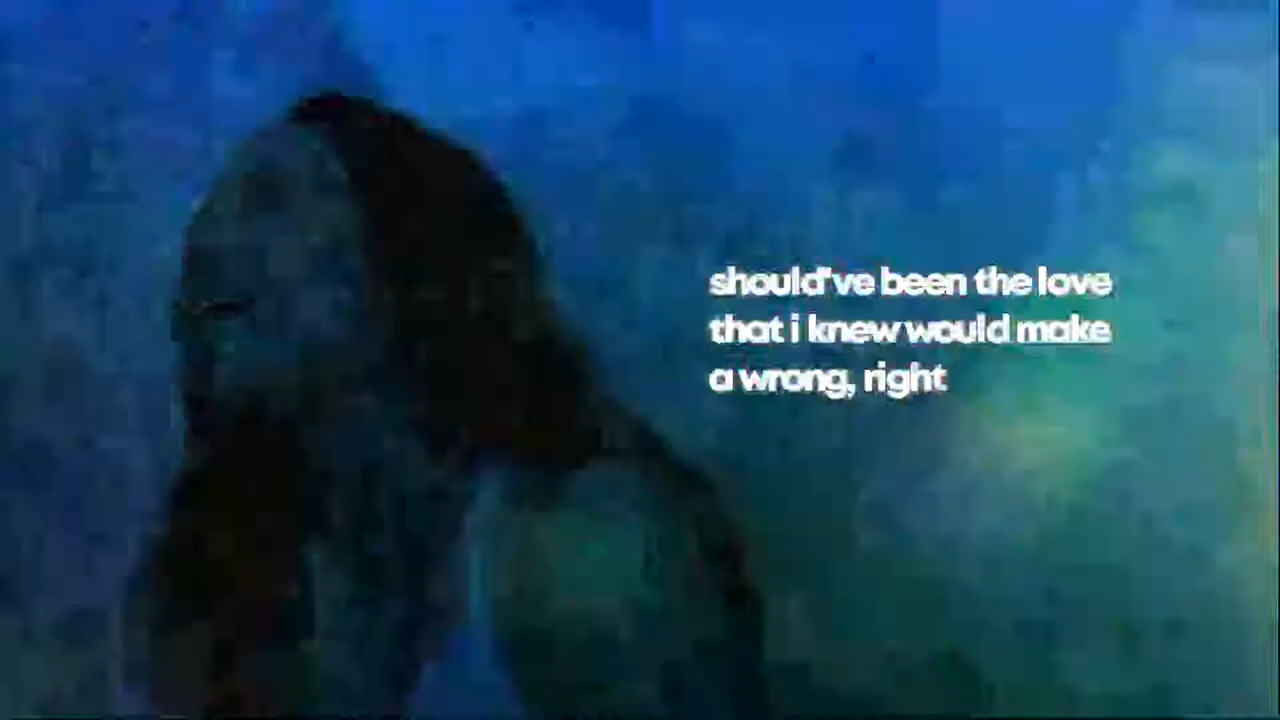 should've been the love
that i knew would make
a wrong, right